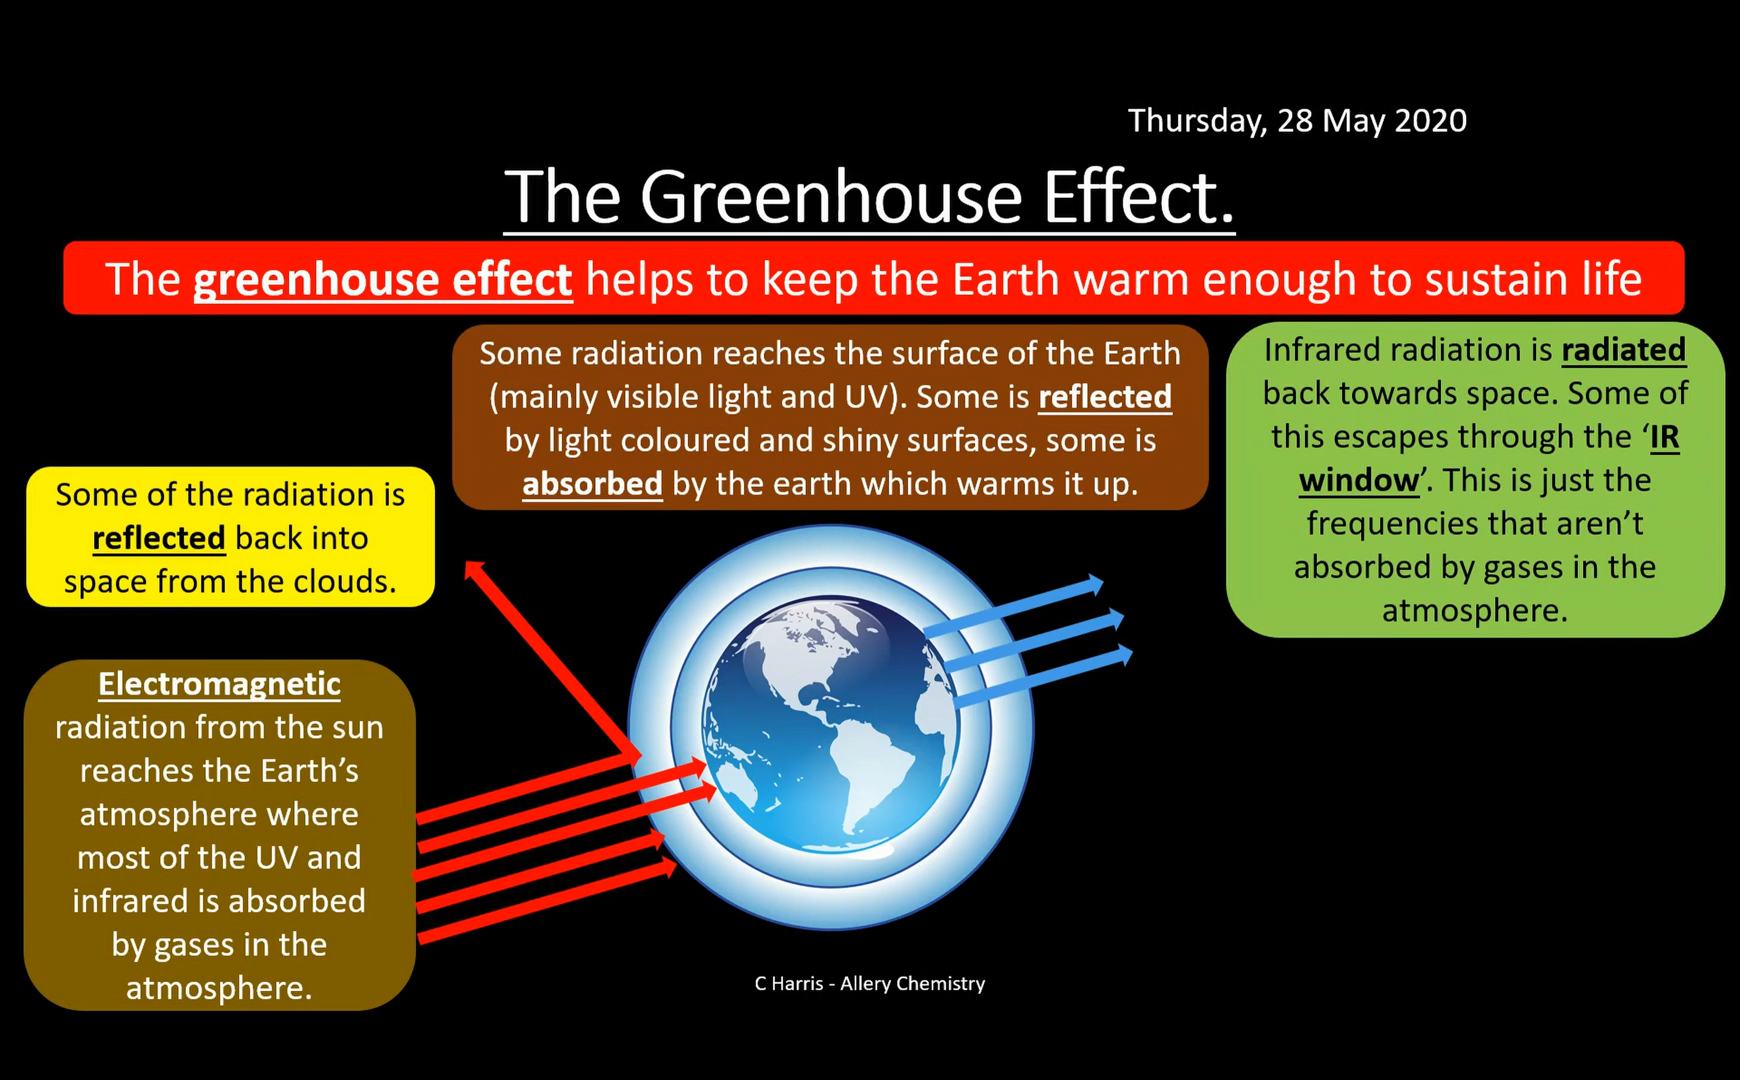 Thursday, 28 May 2020
The Greenhouse Effect.
The greenhouse effect helps to keep the Earth warm enough to sustain life
Some radiation reaches the surface of the Earth
(mainly visible light and UV). Some is reflected
by light coloured and shiny surfaces, some is
absorbed by the earth which warms it up.
Infrared radiation is radiated
back towards space. Some of
this escapes through the ‘IR
window’. This is just the
frequencies that aren’t
absorbed by gases in the
atmosphere.
Some of the radiation is
reflected back into
space from the clouds.
Electromagnetic
radiation from the sun
reaches the Earth’s
atmosphere where
most of the UV and
infrared is absorbed
by gases in the
atmosphere.
C Harris - Allery Chemistry